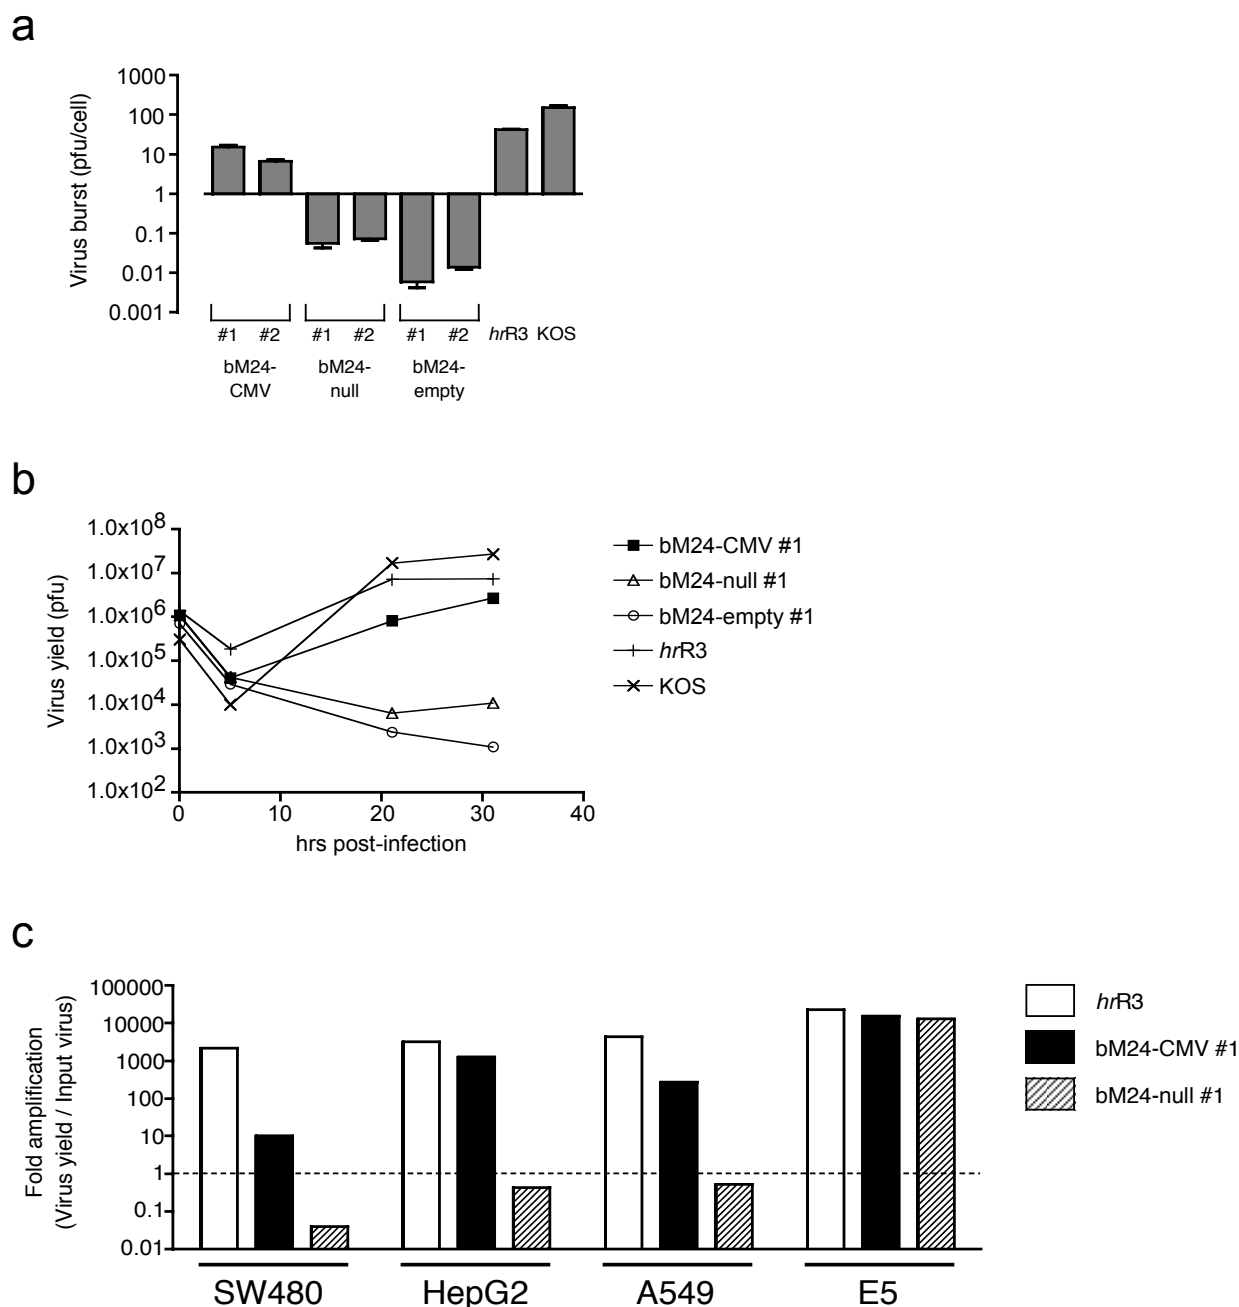 a
Virus burst (pfu/cell)
1000
100
10
1
0.1
0.01
0.001
#1 #2 #1 #2 #1 #2 hrR3 KOS
bM24- bM24- bM24-
CMV null empty
b
Virus yield (pfu)
1.0x10^8
1.0x10^7
1.0x10^6
1.0x10^5
1.0x10^4
1.0x10^3
1.0x10^2
0 10 20 30 40
hrs post-infection
bM24-CMV #1
bM24-null #1
bM24-empty #1
hrR3
KOS
c
Fold amplification
(Virus yield / Input virus)
100000
10000
1000
100
10
1
0.1
0.01
SW480 HepG2 A549 E5
hrR3
bM24-CMV #1
bM24-null #1